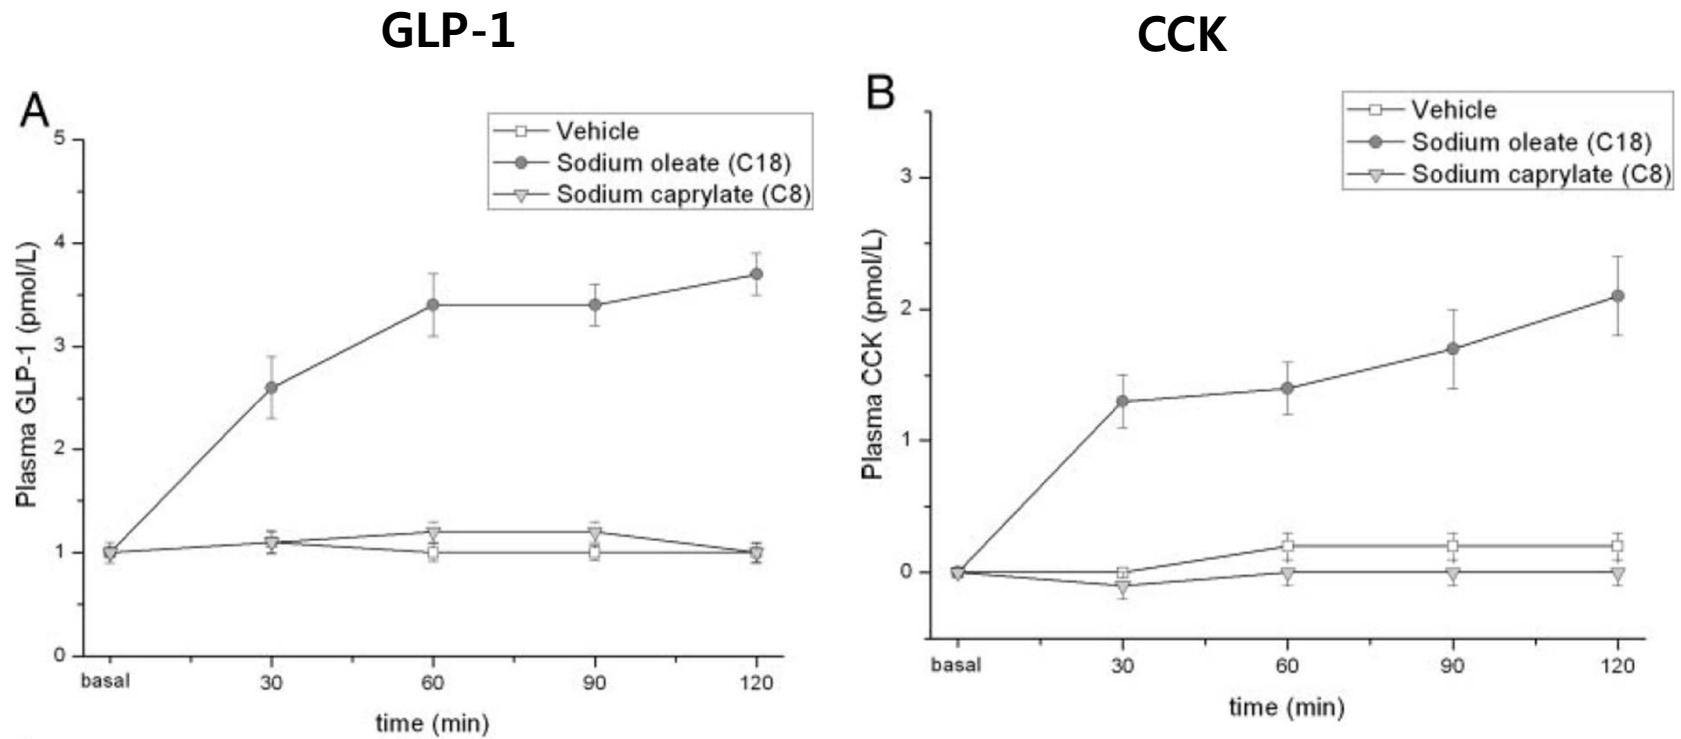 GLP-1
A
Vehicle
Sodium oleate (C18)
Sodium caprylate (C8)
Plasma GLP-1 (pmol/L)
5
4
3
2
1
0
basal 30 60 90 120
time (min)
CCK
B
Vehicle
Sodium oleate (C18)
Sodium caprylate (C8)
Plasma CCK (pmol/L)
3
2
1
0
basal 30 60 90 120
time (min)